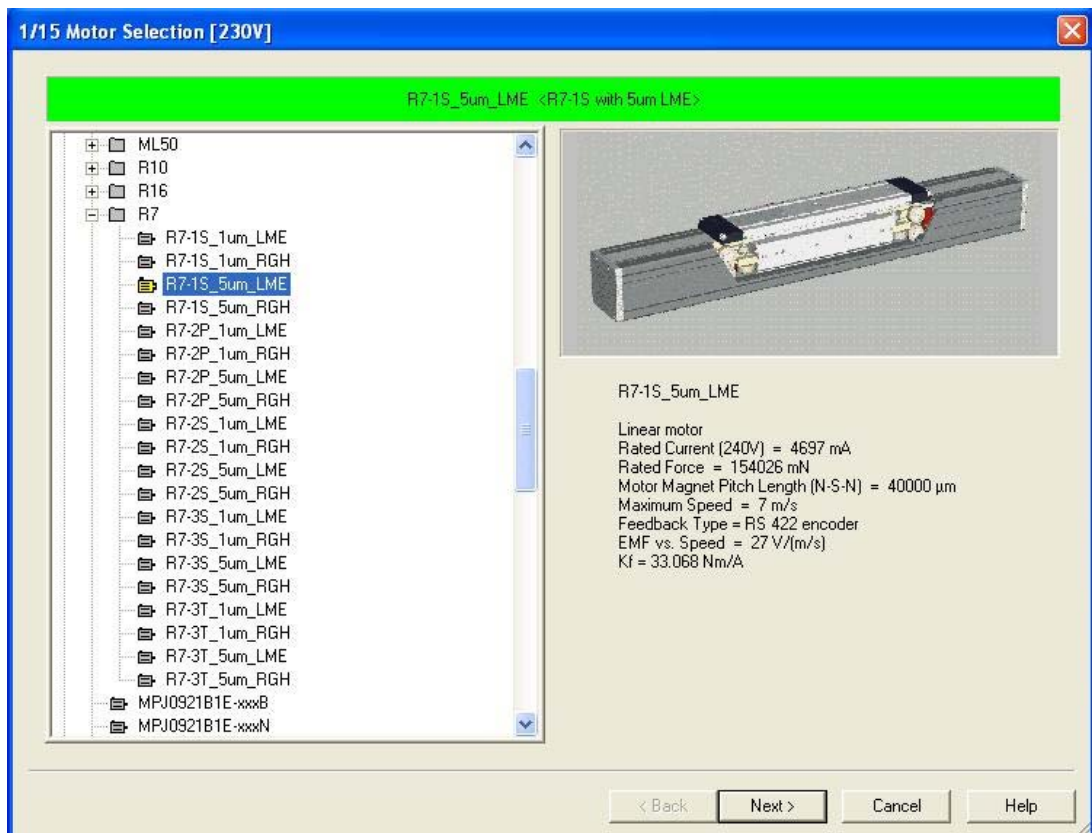 1/15 Motor Selection [230V]
R7-1S_5um_LME <R7-1S with 5um LME>
ML50
R10
R16
R7
R7-1S_1um_LME
R7-1S_1um_RGH
R7-1S_5um_LME
R7-1S_5um_RGH
R7-2P_1um_LME
R7-2P_1um_RGH
R7-2P_5um_LME
R7-2P_5um_RGH
R7-2S_1um_LME
R7-2S_1um_RGH
R7-2S_5um_LME
R7-2S_5um_RGH
R7-3S_1um_LME
R7-3S_1um_RGH
R7-3S_5um_LME
R7-3S_5um_RGH
R7-3T_1um_LME
R7-3T_1um_RGH
R7-3T_5um_LME
R7-3T_5um_RGH
MPJ0921B1E-xxxB
MPJ0921B1E-xxxN
R7-1S_5um_LME
Linear motor
Rated Current (240V) = 4697 mA
Rated Force = 154026 mN
Motor Magnet Pitch Length (N-S-N) = 40000 µm
Maximum Speed = 7 m/s
Feedback Type = RS 422 encoder
EMF vs. Speed = 27 V/(m/s)
Kf = 33.068 Nm/A
< Back
Next >
Cancel
Help